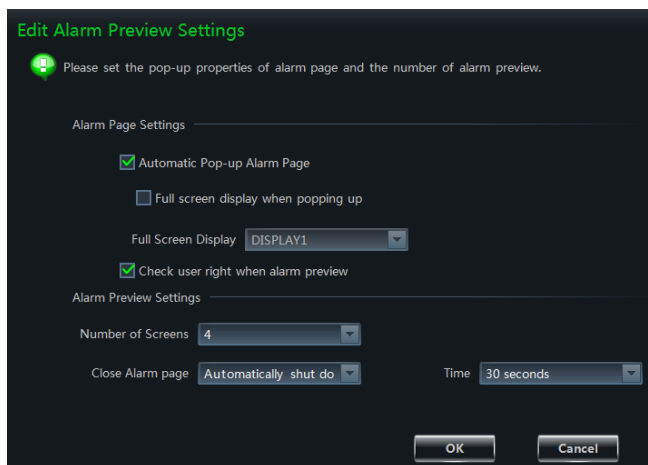 Edit Alarm Preview Settings
Please set the pop-up properties of alarm page and the number of alarm preview.
Alarm Page Settings
Automatic Pop-up Alarm Page
Full screen display when popping up
Full Screen Display DISPLAY1
Check user right when alarm preview
Alarm Preview Settings
Number of Screens 4
Close Alarm page Automatically shut do Time 30 seconds
OK Cancel